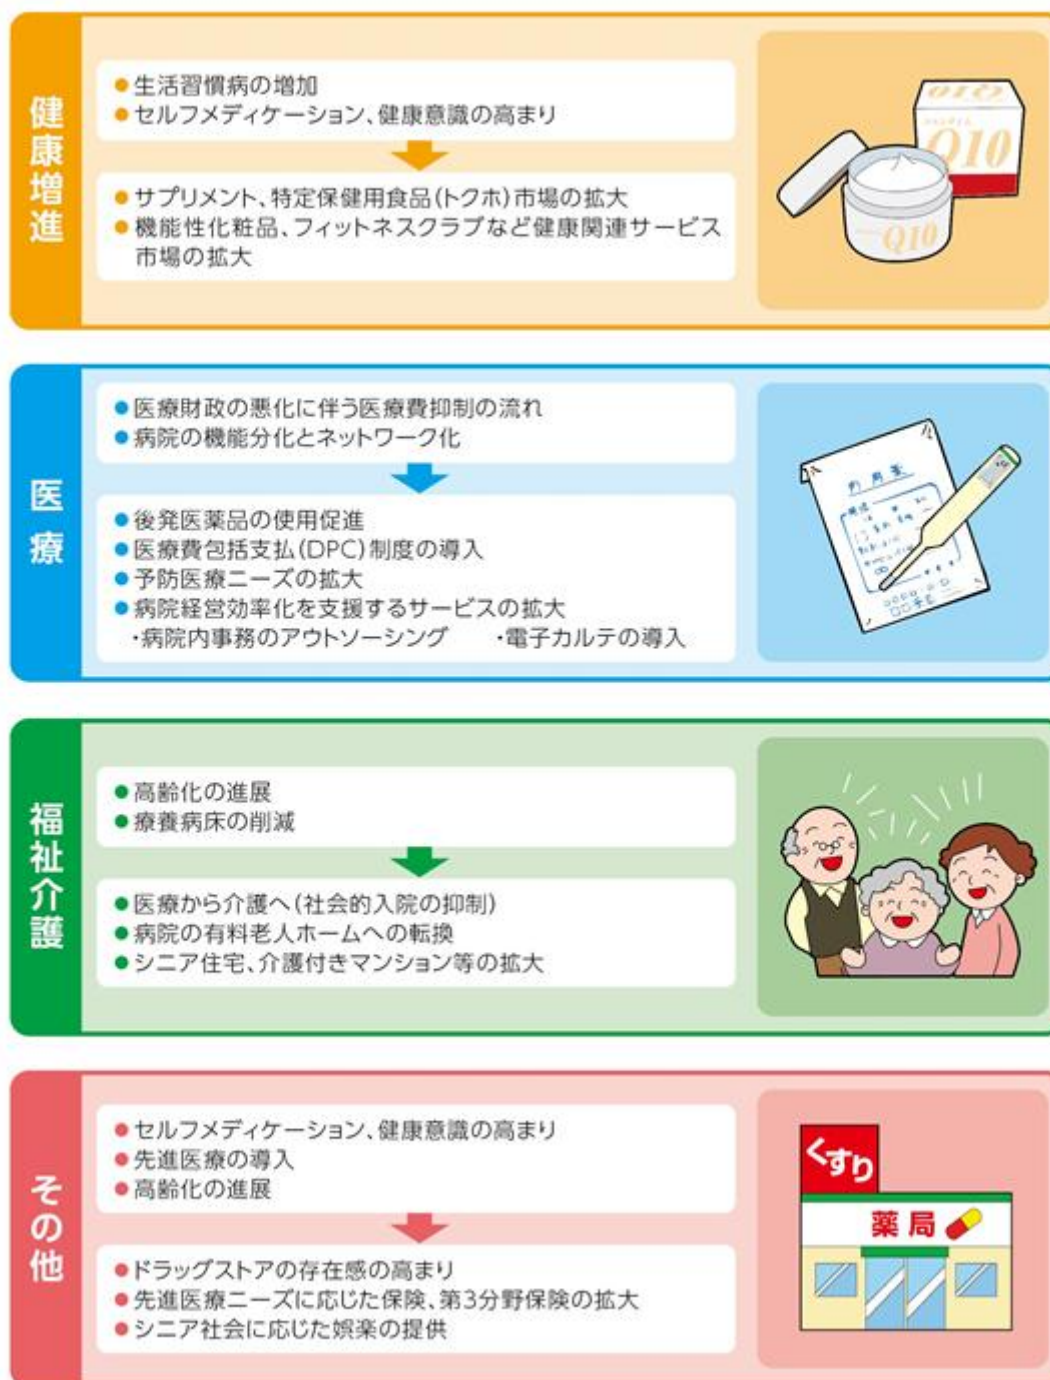 健康増進
●生活習慣病の増加
●セルフメディケーション、健康意識の高まり
●サプリメント、特定保健用食品(トクホ)市場の拡大
●機能性化粧品、フィットネスクラブなど健康関連サービス
市場の拡大
Q10
Q10
Q10
医療
●医療財政の悪化に伴う医療費抑制の流れ
●病院の機能分化とネットワーク化
●後発医薬品の使用促進
●医療費包括支払(DPC)制度の導入
●予防医療ニーズの拡大
●病院経営効率化を支援するサービスの拡大
・病院内事務のアウトソーシング ・電子カルテの導入
内用薬
福祉介護
●高齢化の進展
●療養病床の削減
●医療から介護へ(社会的入院の抑制)
●病院の有料老人ホームへの転換
●シニア住宅、介護付きマンション等の拡大
その他
●セルフメディケーション、健康意識の高まり
●先進医療の導入
●高齢化の進展
●ドラッグストアの存在感の高まり
●先進医療ニーズに応じた保険、第3分野保険の拡大
●シニア社会に応じた娯楽の提供
くすり
薬局